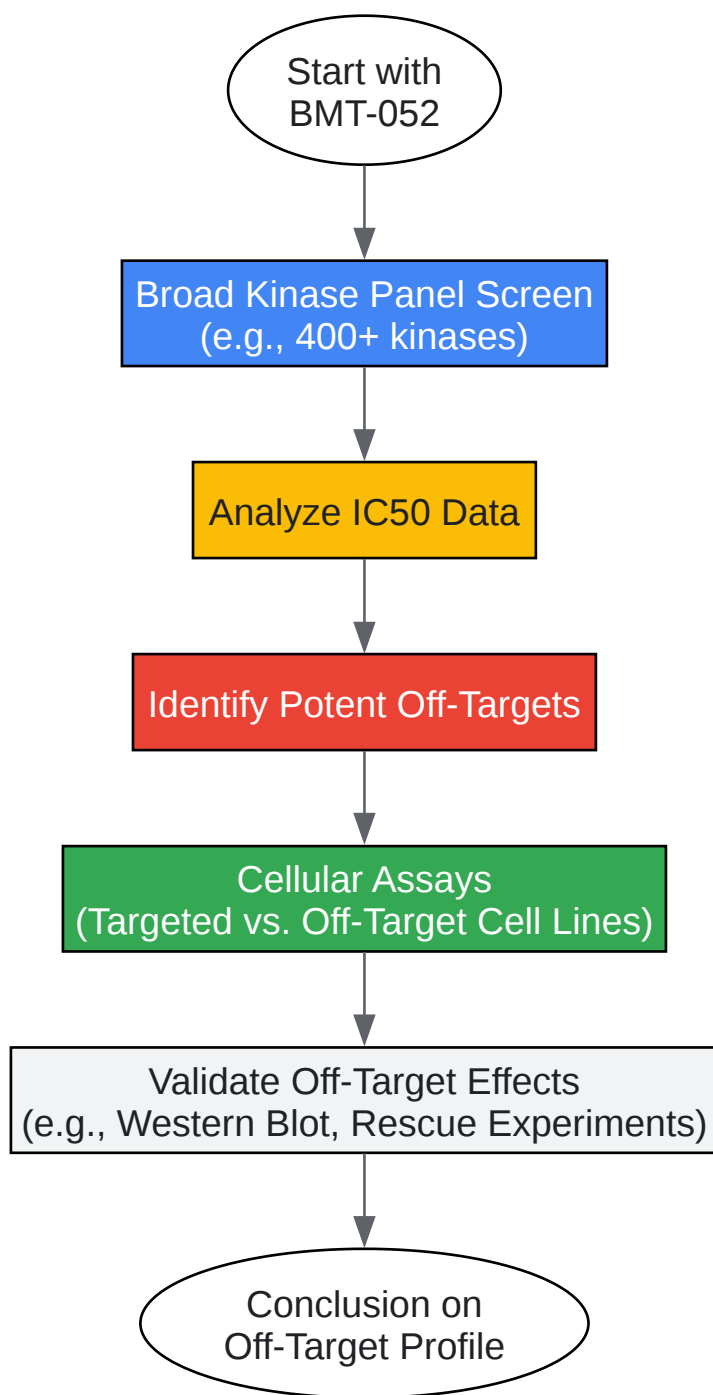 Start with
BMT-052
Broad Kinase Panel Screen
(e.g., 400+ kinases)
Analyze IC50 Data
Identify Potent Off-Targets
Cellular Assays
(Targeted vs. Off-Target Cell Lines)
Validate Off-Target Effects
(e.g., Western Blot, Rescue Experiments)
Conclusion on
Off-Target Profile